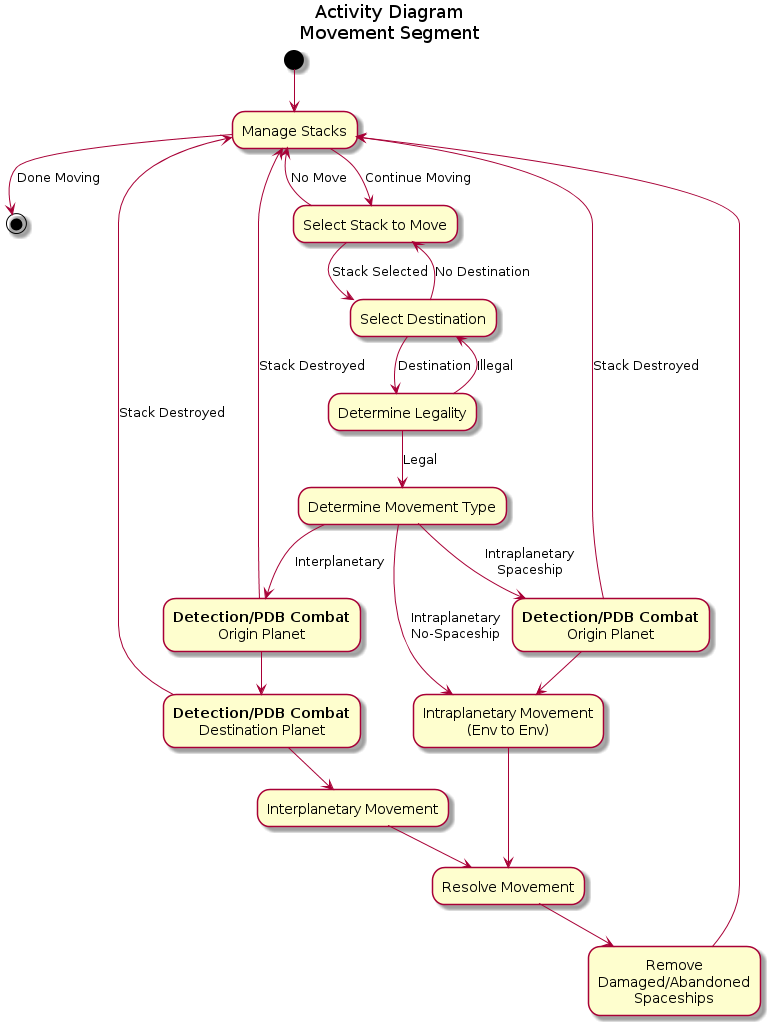 Activity Diagram
Movement Segment
Manage Stacks
Done Moving
No Move
Continue Moving
Select Stack to Move
Stack Selected
No Destination
Select Destination
Stack Destroyed
Destination
Illegal
Stack Destroyed
Stack Destroyed
Determine Legality
Legal
Determine Movement Type
Interplanetary
Intraplanetary
Spaceship
Intraplanetary
No-Spaceship
Detection/PDB Combat
Origin Planet
Detection/PDB Combat
Origin Planet
Detection/PDB Combat
Destination Planet
Intraplanetary Movement
(Env to Env)
Interplanetary Movement
Resolve Movement
Remove
Damaged/Abandoned
Spaceships